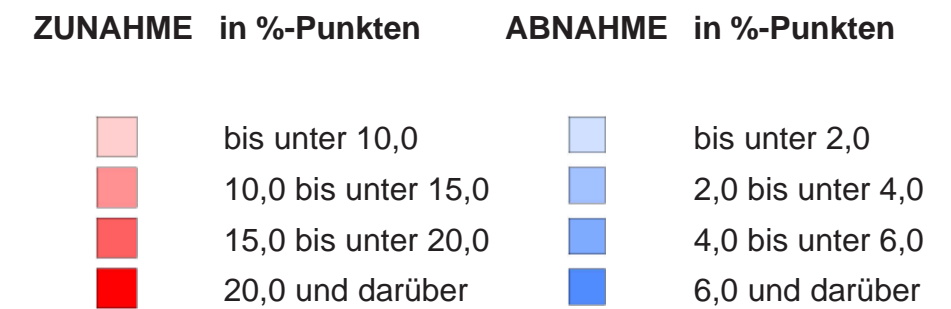 ZUNAHME in %-Punkten ABNAHME in %-Punkten
bis unter 10,0 bis unter 2,0
10,0 bis unter 15,0 2,0 bis unter 4,0
15,0 bis unter 20,0 4,0 bis unter 6,0
20,0 und darüber 6,0 und darüber